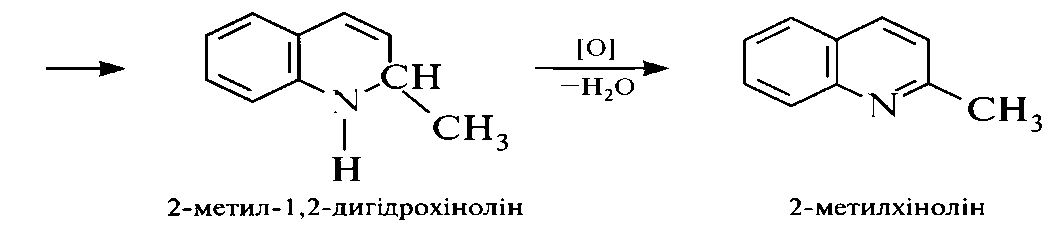 [O]
CH
−H₂O
N
CH₃
H
N
CH₃
2-метил-1,2-дигідрохінолін
2-метилхінолін